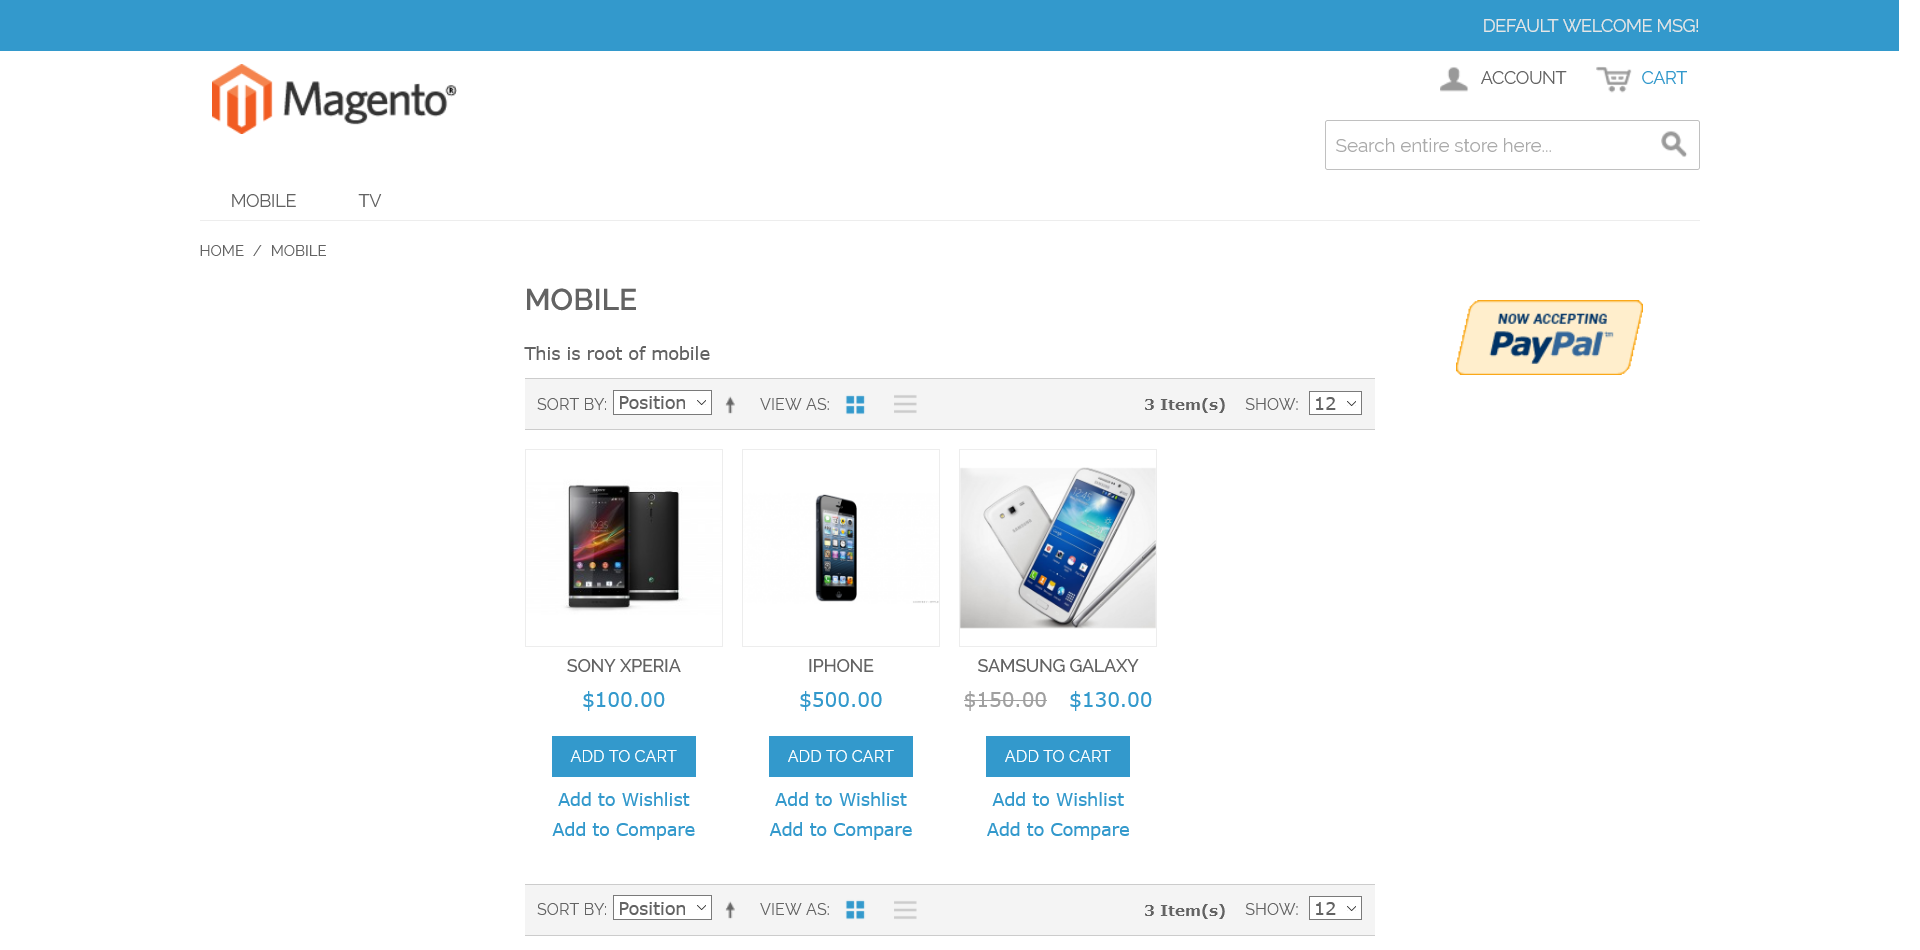 DEFAULT WELCOME MSG!
Magento®
ACCOUNT
CART
Search entire store here...
MOBILE
TV
HOME / MOBILE
MOBILE
NOW ACCEPTING
PayPal™
This is root of mobile
SORT BY: Position
VIEW AS:
3 Item(s)
SHOW: 12
SONY XPERIA
$100.00
ADD TO CART
Add to Wishlist
Add to Compare
IPHONE
$500.00
ADD TO CART
Add to Wishlist
Add to Compare
SAMSUNG GALAXY
$150.00 $130.00
ADD TO CART
Add to Wishlist
Add to Compare
SORT BY: Position
VIEW AS:
3 Item(s)
SHOW: 12